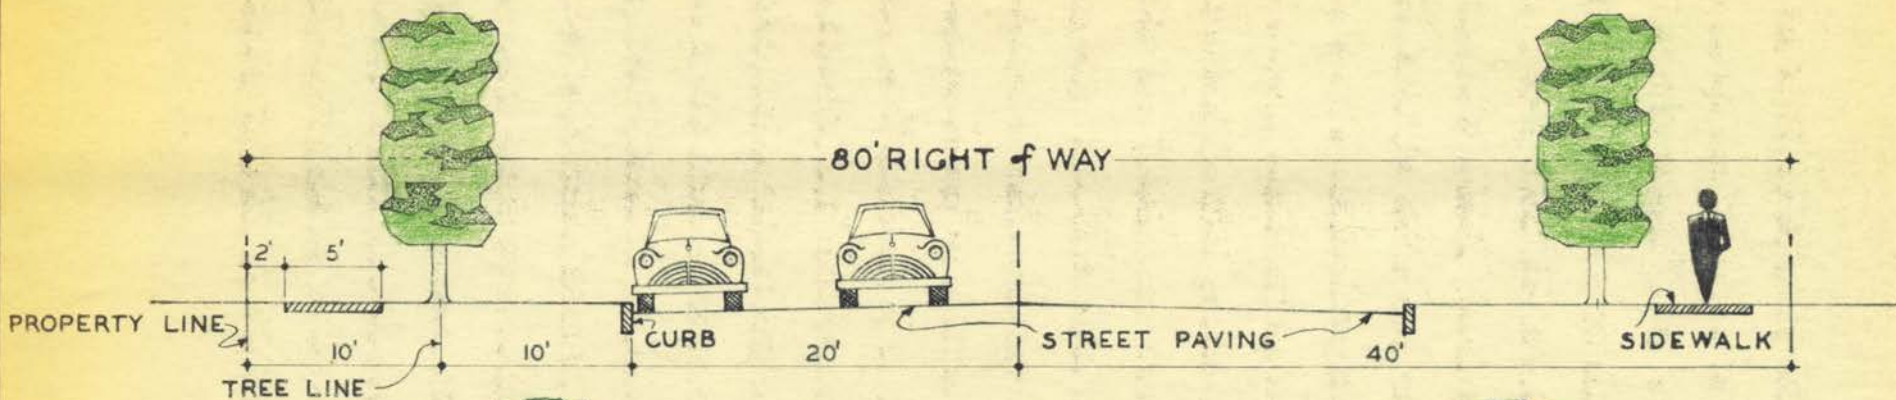 80' RIGHT of WAY
2' 5'
PROPERTY LINE
CURB
STREET PAVING
SIDEWALK
10' 10' 20' 40'
TREE LINE